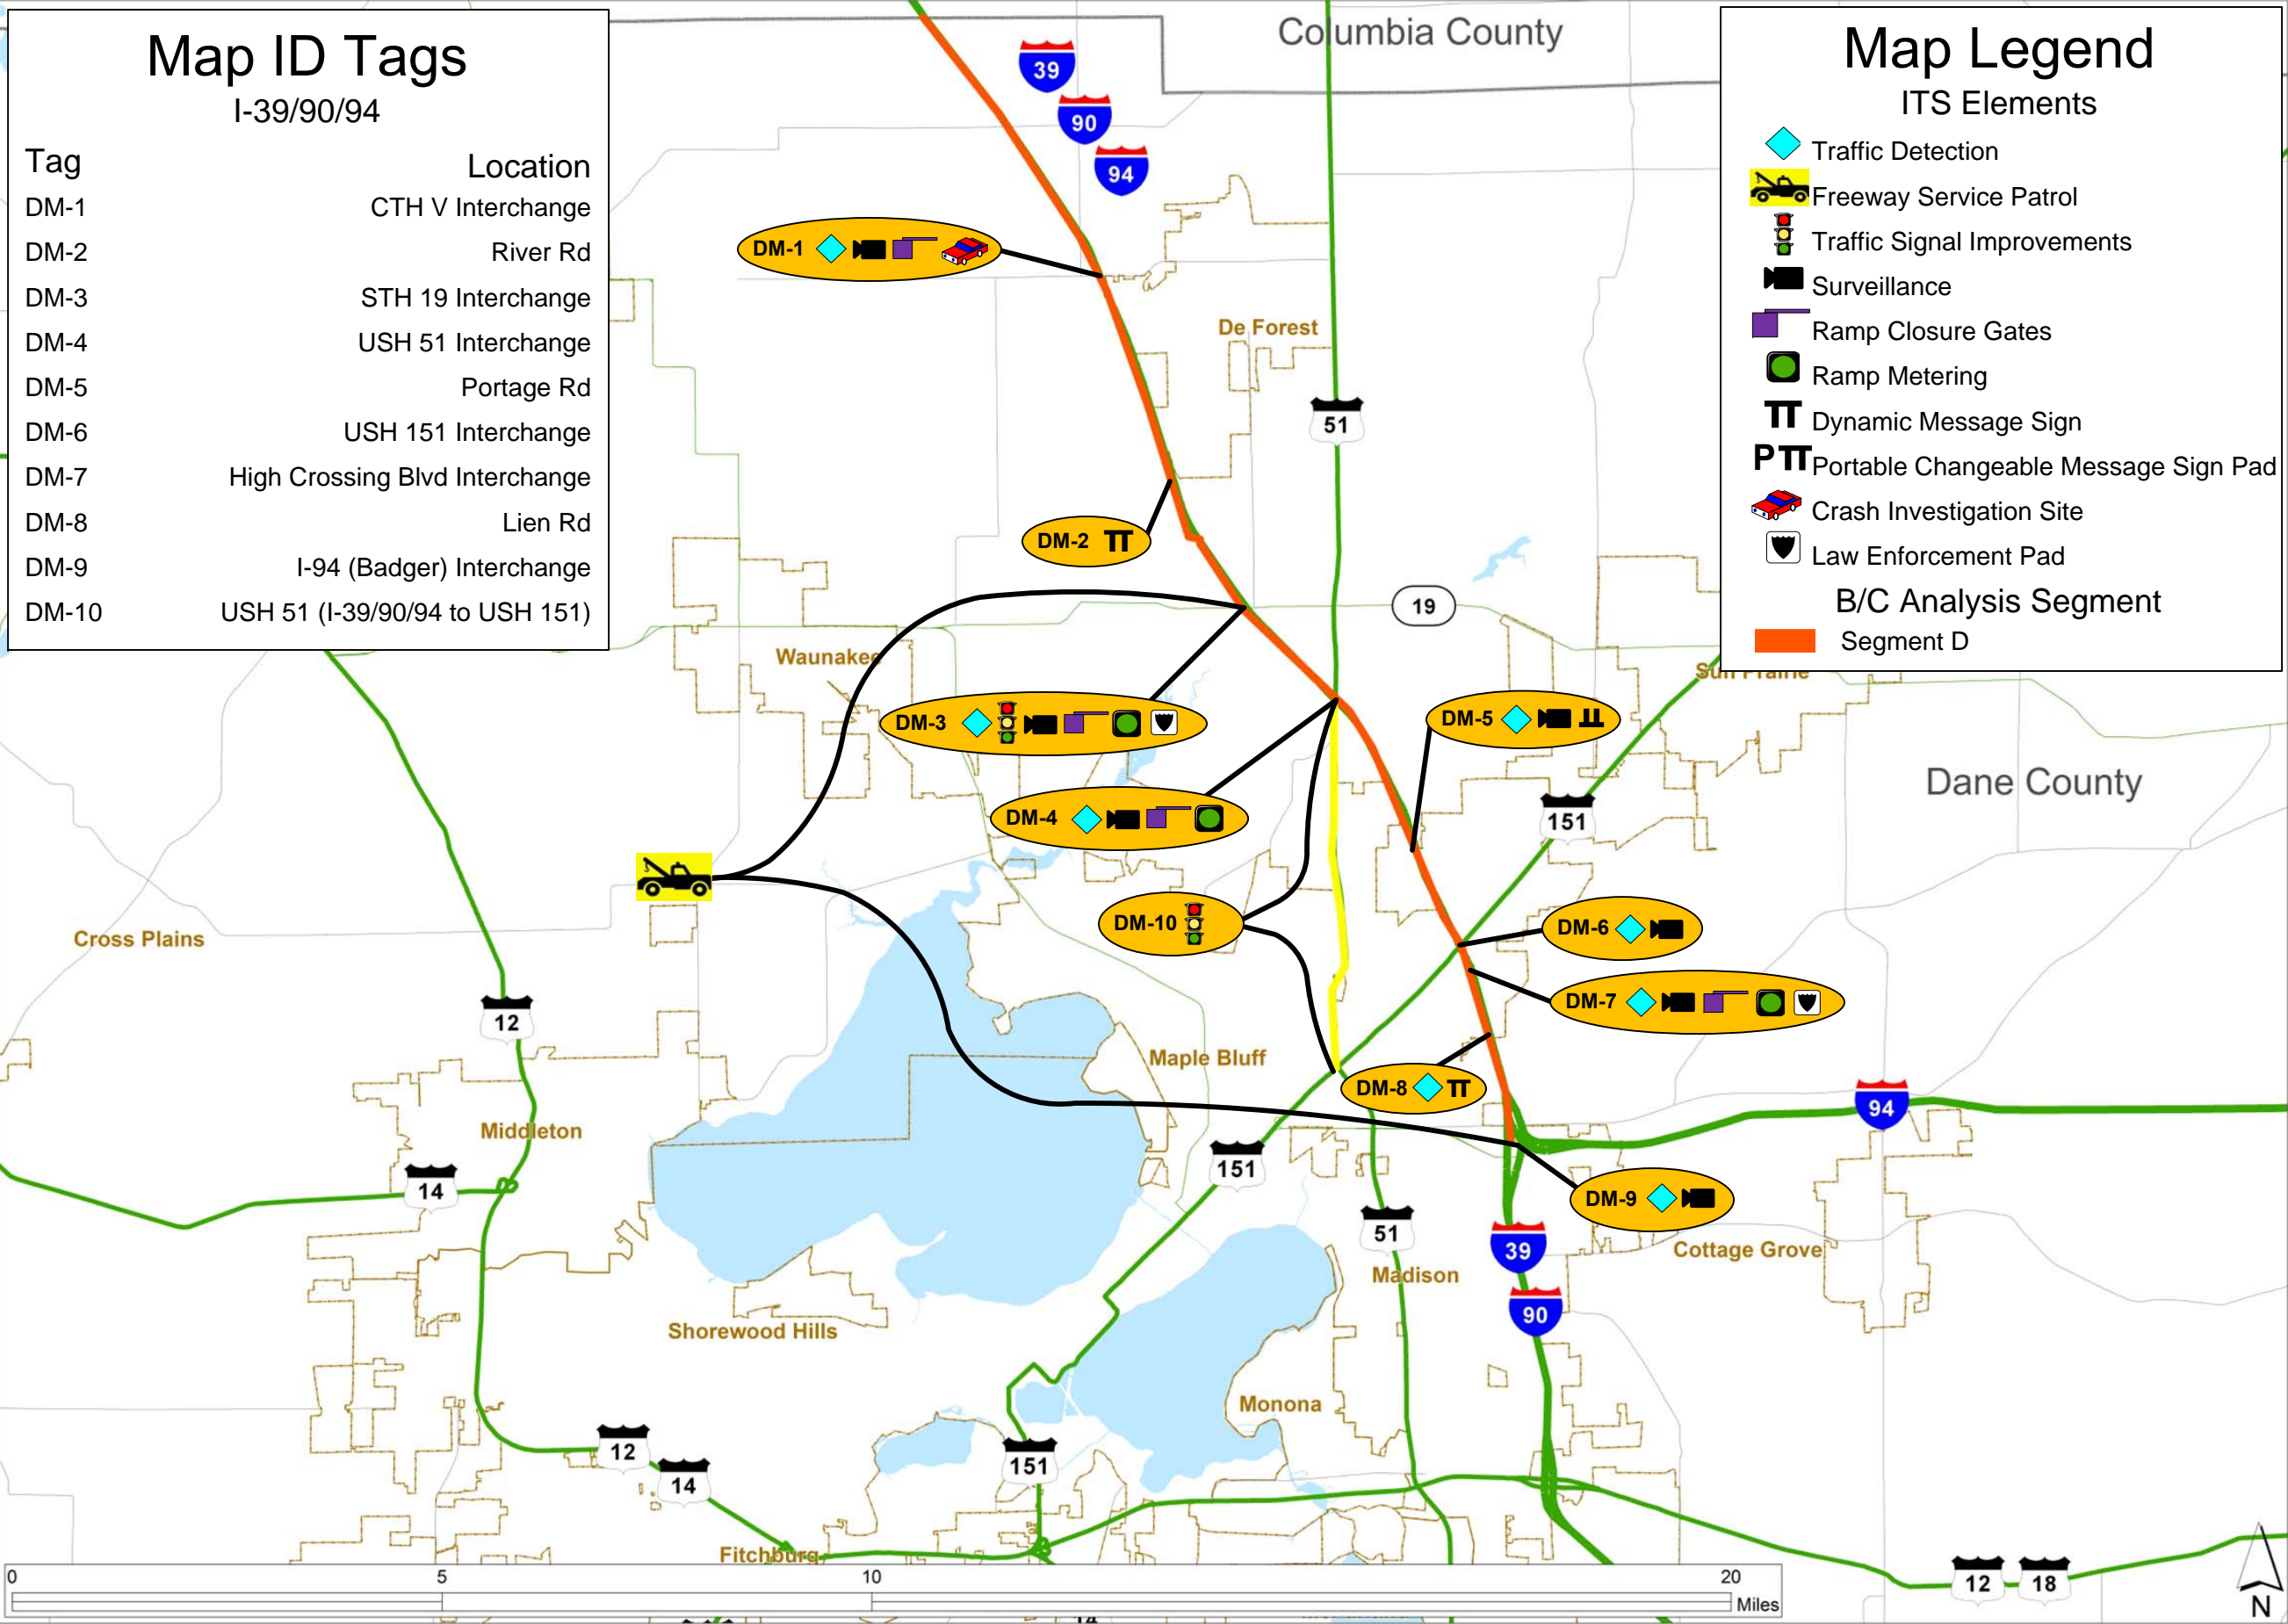 Map ID Tags
I-39/90/94
Tag Location
DM-1 CTH V Interchange
DM-2 River Rd
DM-3 STH 19 Interchange
DM-4 USH 51 Interchange
DM-5 Portage Rd
DM-6 USH 151 Interchange
DM-7 High Crossing Blvd Interchange
DM-8 Lien Rd
DM-9 I-94 (Badger) Interchange
DM-10 USH 51 (I-39/90/94 to USH 151)
Map Legend
ITS Elements
Traffic Detection
Freeway Service Patrol
Traffic Signal Improvements
Surveillance
Ramp Closure Gates
Ramp Metering
Dynamic Message Sign
P Portable Changeable Message Sign Pad
Crash Investigation Site
Law Enforcement Pad
B/C Analysis Segment
Segment D
Columbia County
39
90
94
DM-1
De Forest
51
DM-2
19
Waunakee
Sun Prairie
DM-3
DM-5
Dane County
DM-4
151
DM-10
DM-6
Cross Plains
DM-7
12
Maple Bluff
DM-8
94
Middleton
151
14
DM-9
51
39
Cottage Grove
Madison
90
Shorewood Hills
Monona
12
151
14
Fitchburg
12
18
0 5 10 20
Miles
N
14